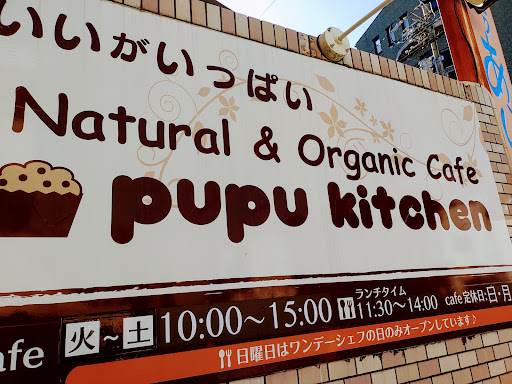 いいがいっぱい
Natural & Organic Cafe
pupu kitchen
ランチタイム
afe 火～土 10:00～15:00 11:30～14:00 cafe定休日:日・月
日曜日はワンデーシェフの日のみオープンしています♪